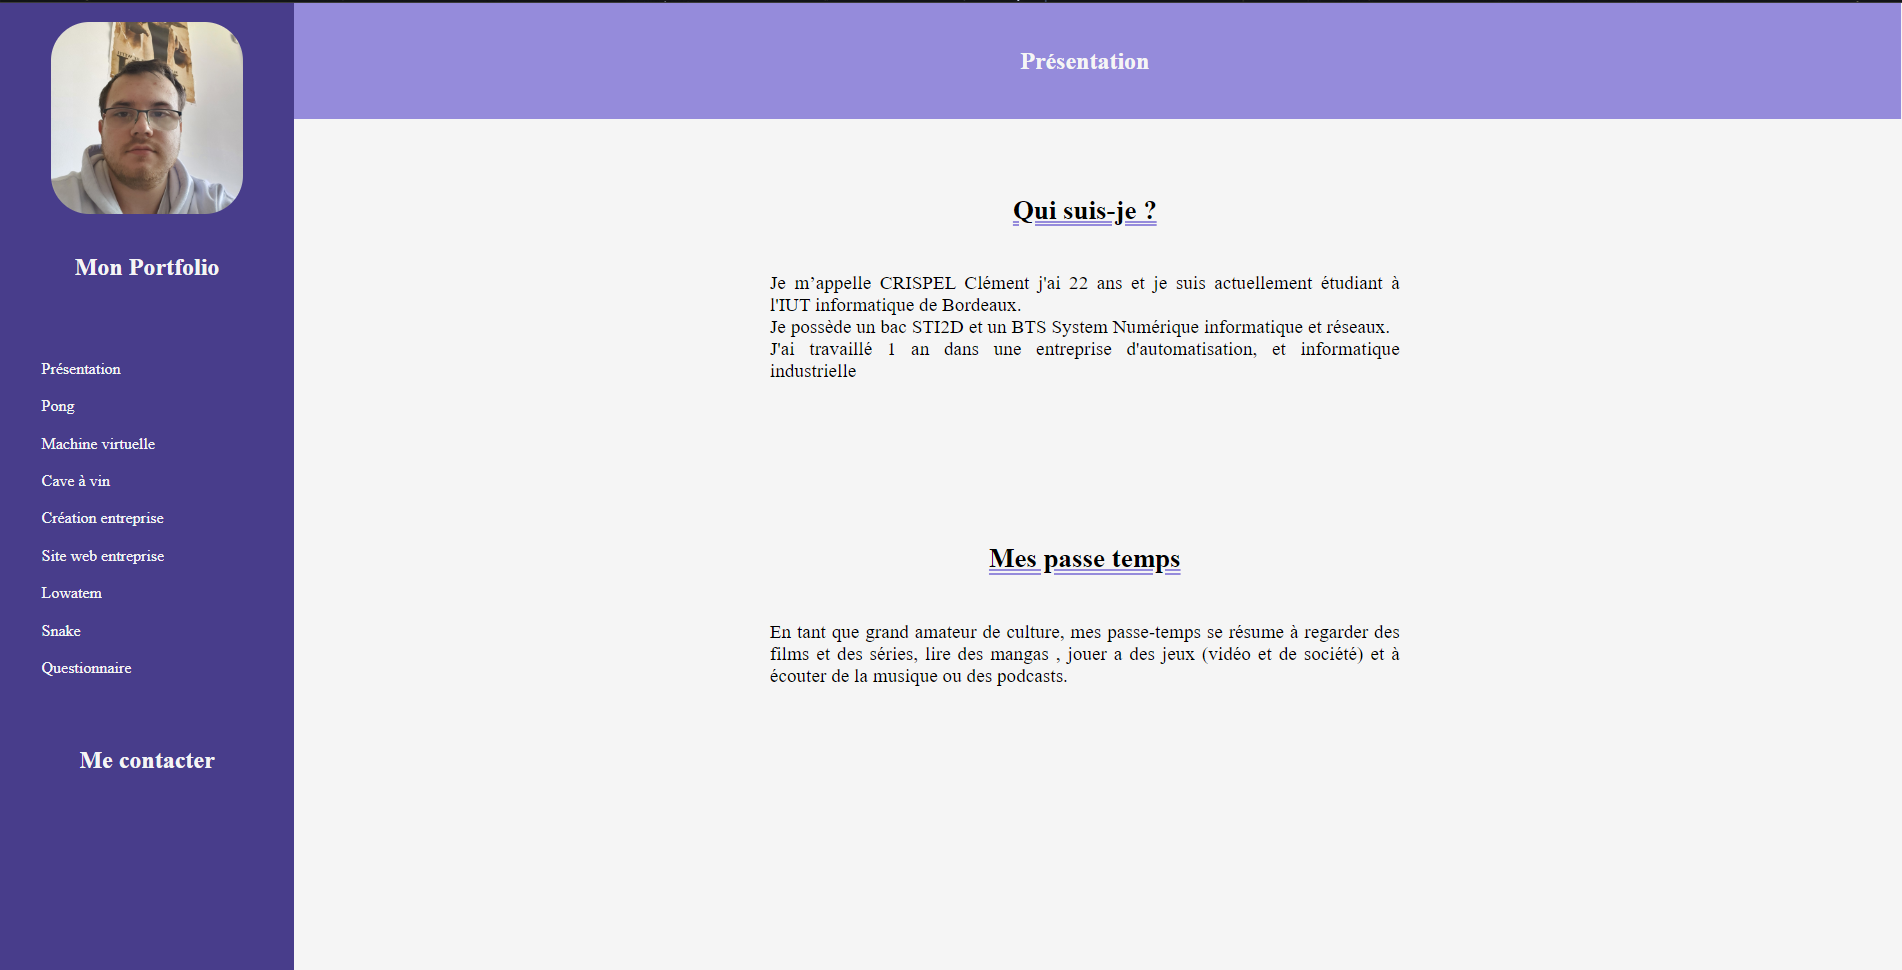 Mon Portfolio
Présentation
Pong
Machine virtuelle
Cave à vin
Création entreprise
Site web entreprise
Lowatem
Snake
Questionnaire
Me contacter
Présentation
Qui suis-je ?
Je m’appelle CRISPEL Clément j'ai 22 ans et je suis actuellement étudiant à
l'IUT informatique de Bordeaux.
Je possède un bac STI2D et un BTS System Numérique informatique et réseaux.
J'ai travaillé 1 an dans une entreprise d'automatisation, et informatique
industrielle
Mes passe temps
En tant que grand amateur de culture, mes passe-temps se résume à regarder des
films et des séries, lire des mangas , jouer a des jeux (vidéo et de société) et à
écouter de la musique ou des podcasts.